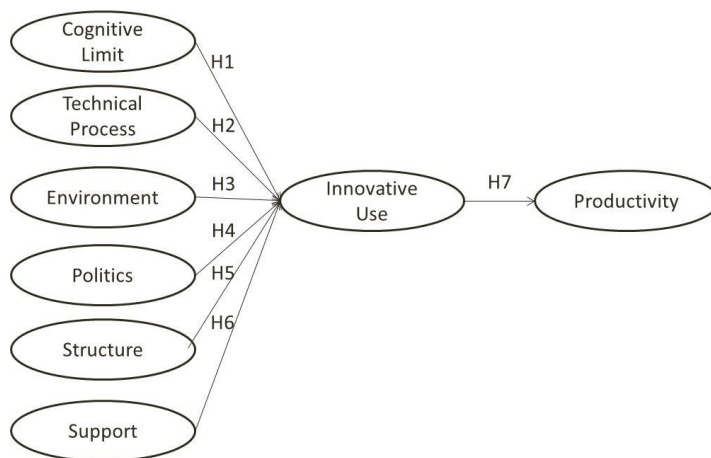 Cognitive
Limit
H1
Technical
Process
H2
Environment
H3
Innovative
Use
H7
Productivity
H4
Politics
H5
Structure
H6
Support